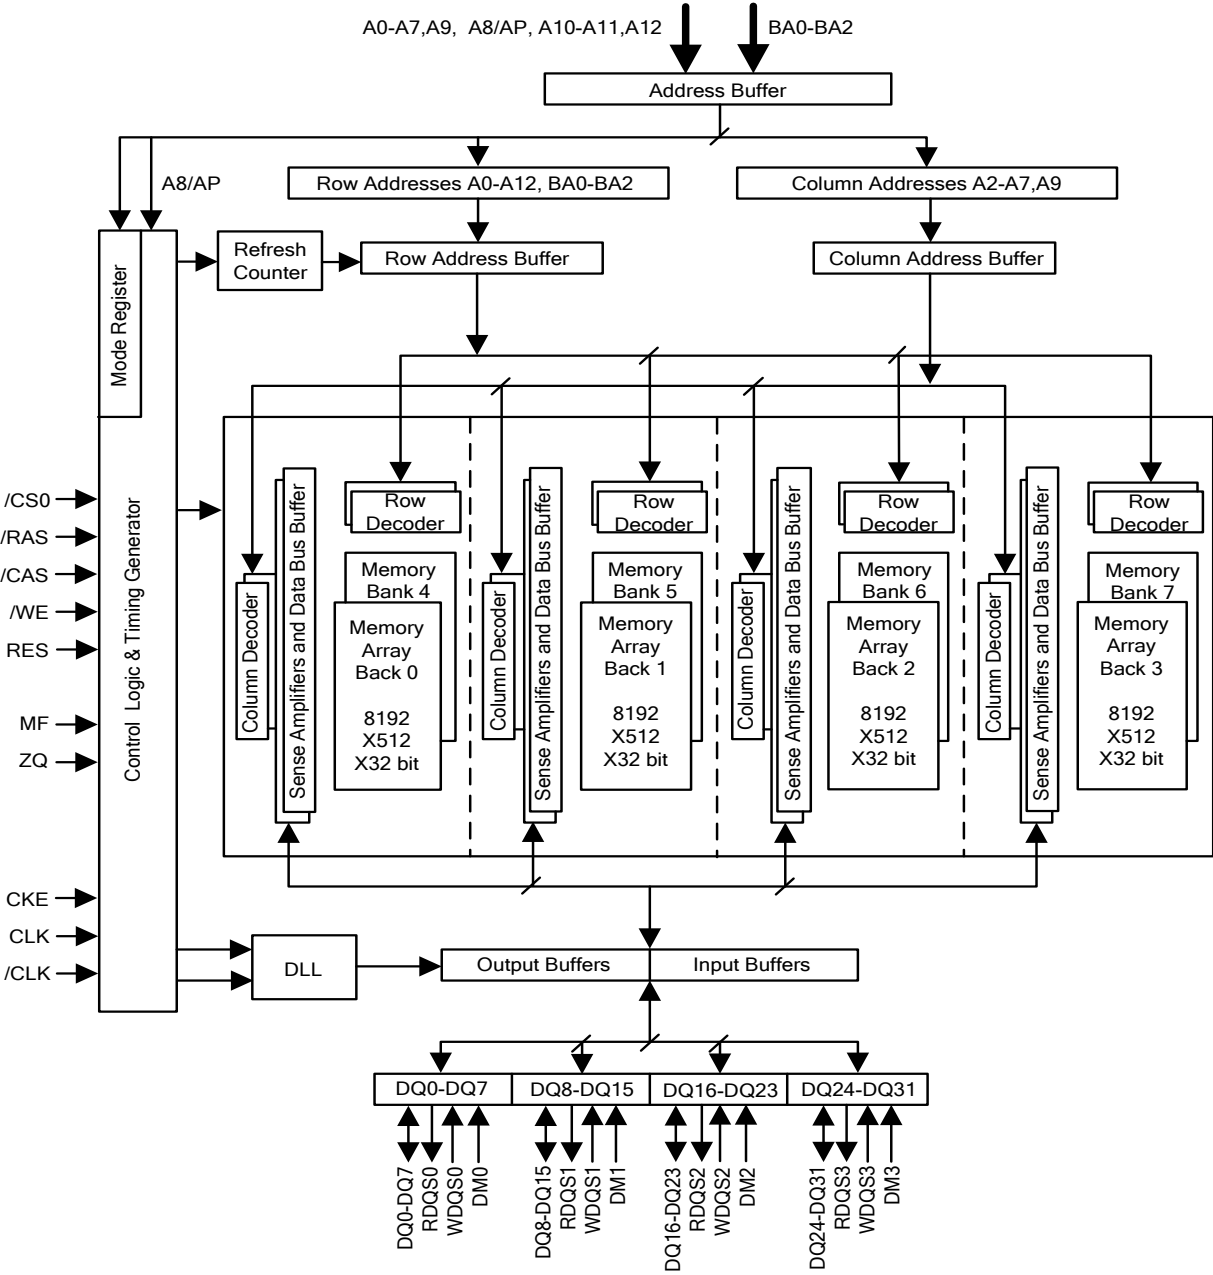 A0-A7,A9, A8/AP, A10-A11,A12
BA0-BA2
Address Buffer
A8/AP
Row Addresses A0-A12, BA0-BA2
Column Addresses A2-A7,A9
Refresh
Counter
Row Address Buffer
Column Address Buffer
Mode Register
Control Logic & Timing Generator
/CS0
/RAS
/CAS
/WE
RES
MF
ZQ
CKE
CLK
/CLK
Column Decoder
Sense Amplifiers and Data Bus Buffer
Row
Decoder
Memory
Bank 4
Memory
Array
Back 0
8192
X512
X32 bit
Column Decoder
Sense Amplifiers and Data Bus Buffer
Row
Decoder
Memory
Bank 5
Memory
Array
Back 1
8192
X512
X32 bit
Column Decoder
Sense Amplifiers and Data Bus Buffer
Row
Decoder
Memory
Bank 6
Memory
Array
Back 2
8192
X512
X32 bit
Column Decoder
Sense Amplifiers and Data Bus Buffer
Row
Decoder
Memory
Bank 7
Memory
Array
Back 3
8192
X512
X32 bit
DLL
Output Buffers
Input Buffers
DQ0-DQ7
DQ8-DQ15
DQ16-DQ23
DQ24-DQ31
DQ0-DQ7
RDQS0
WDQS0
DM0
DQ8-DQ15
RDQS1
WDQS1
DM1
DQ16-DQ23
RDQS2
WDQS2
DM2
DQ24-DQ31
RDQS3
WDQS3
DM3